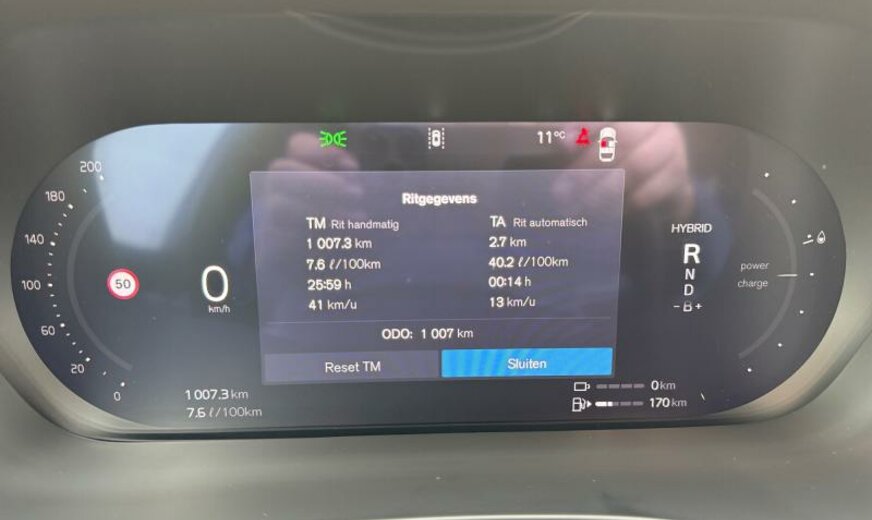 11°C
200
180
140
100
60
20
0
50
0
km/h
Ritgegevens
TM Rit handmatig
1 007.3 km
7.6 ℓ/100km
25:59 h
41 km/u
TA Rit automatisch
2.7 km
40.2 ℓ/100km
00:14 h
13 km/u
ODO: 1 007 km
Reset TM
Sluiten
HYBRID
R
N
D
- B +
power
charge
1 007.3 km
7.6 ℓ/100km
0 km
170 km